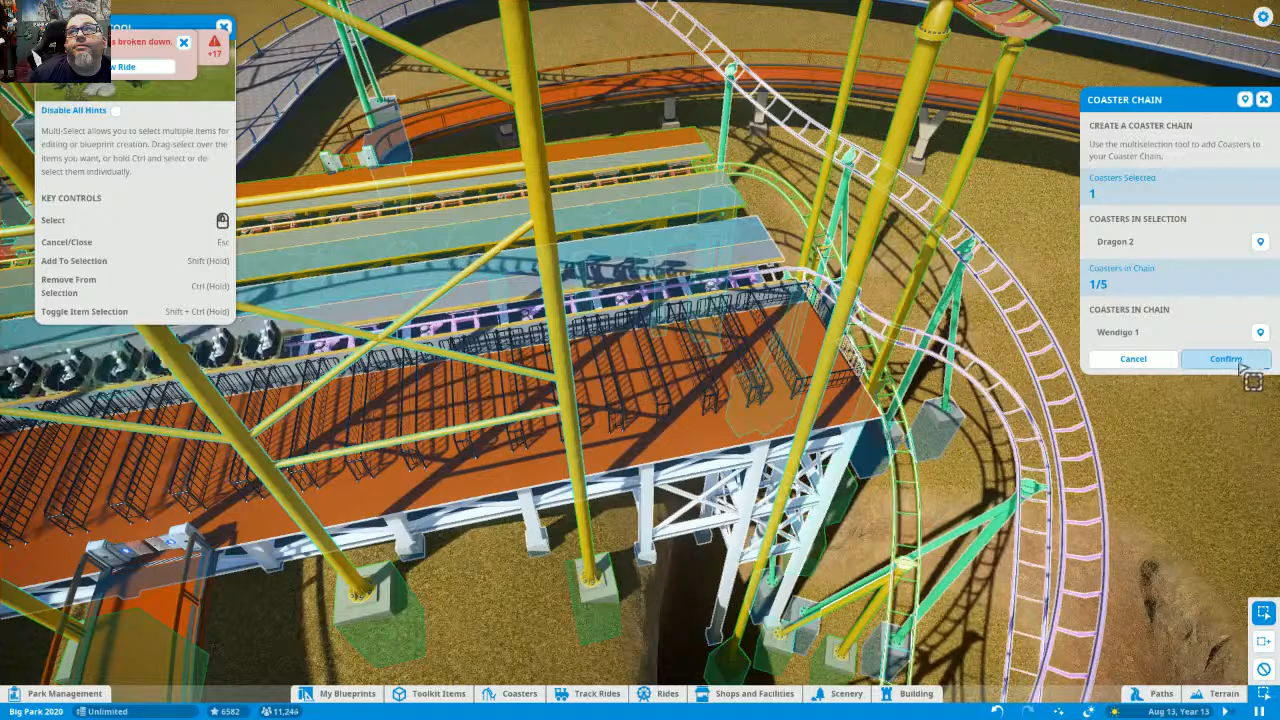 OOL
s broken down.
+17
w Ride
Disable All Hints
Multi-Select allows you to select multiple items for
editing or blueprint creation. Drag-select over the
items you want, or hold Ctrl and select or de-
select them individually.
KEY CONTROLS
Select
Cancel/Close Esc
Add To Selection Shift (Hold)
Remove From
Selection Ctrl (Hold)
Toggle Item Selection Shift + Ctrl (Hold)
COASTER CHAIN
CREATE A COASTER CHAIN
Use the multiselection tool to add Coasters to
your Coaster Chain.
Coasters Selected
1
COASTERS IN SELECTION
Dragon 2
Coasters in Chain
1/5
COASTERS IN CHAIN
Wendigo 1
Cancel Confirm
Park Management My Blueprints Toolkit Items Coasters Track Rides Rides Shops and Facilities Scenery Building Paths Terrain
Big Park 2020 Unlimited 6582 11,246 Aug 13, Year 13